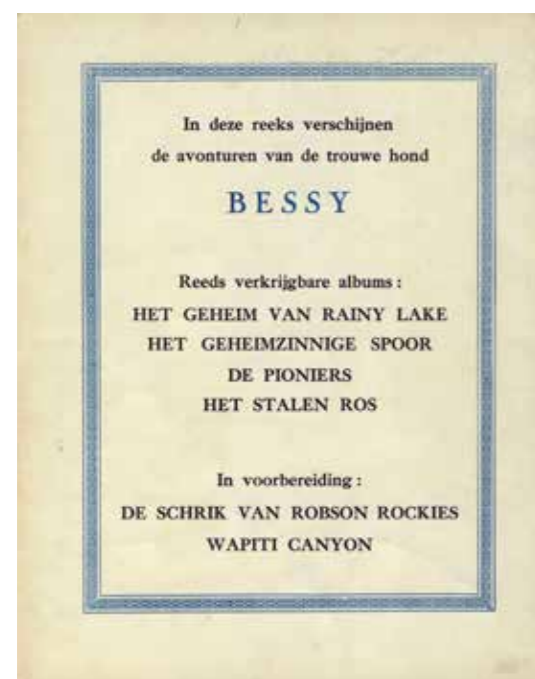 In deze reeks verschijnen
de avonturen van de trouwe hond
BESSY
Reeds verkrijgbare albums :
HET GEHEIM VAN RAINY LAKE
HET GEHEIMZINNIGE SPOOR
DE PIONIERS
HET STALEN ROS
In voorbereiding :
DE SCHRIK VAN ROBSON ROCKIES
WAPITI CANYON